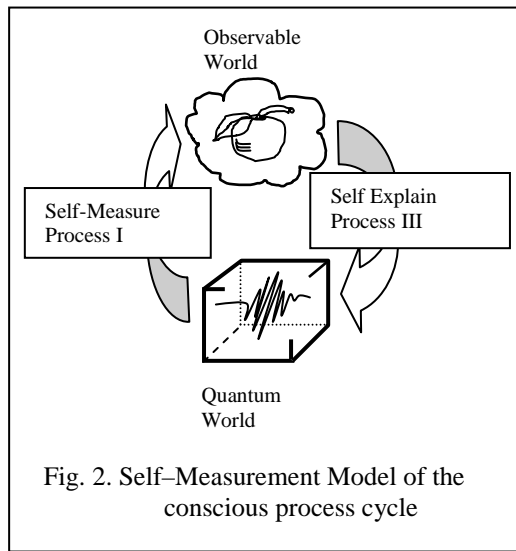 Observable
World
Self-Measure
Process I
Self Explain
Process III
Quantum
World
Fig. 2. Self–Measurement Model of the
conscious process cycle